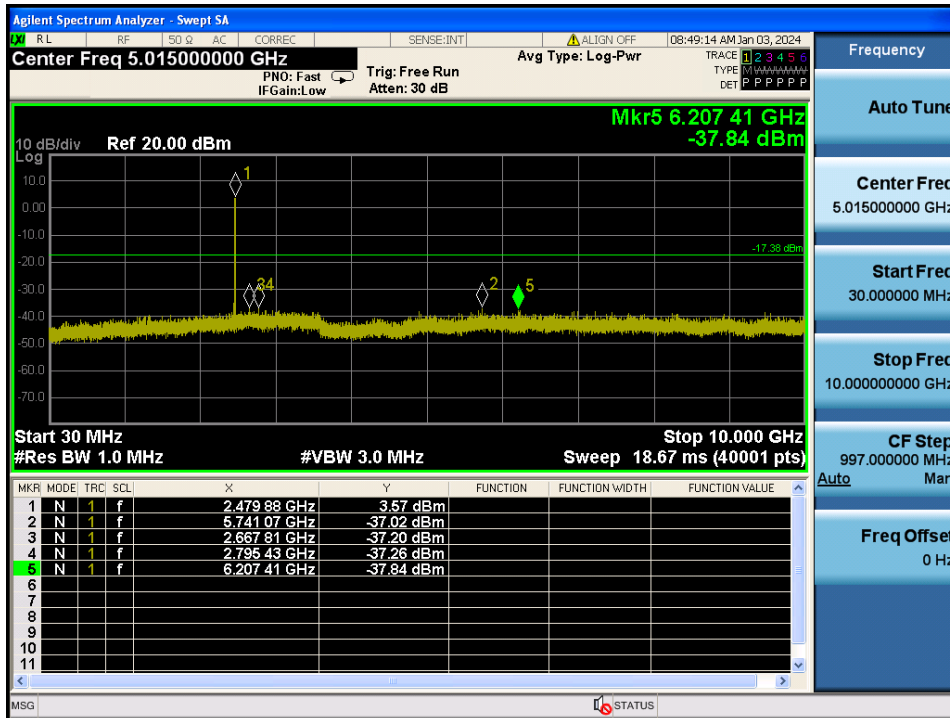 Agilent Spectrum Analyzer - Swept SA
LXI RL RF 50 Ω AC CORREC SENSE:INT ALIGN OFF 08:49:14 AM Jan 03, 2024
Center Freq 5.015000000 GHz
PNO: Fast
IFGain:Low
Trig: Free Run
Atten: 30 dB
Avg Type: Log-Pwr
TRACE 1 2 3 4 5 6
TYPE M W W W W W
DET P P P P P P
Mkr5 6.207 41 GHz
-37.84 dBm
10 dB/div
Log
Ref 20.00 dBm
10.0
0.00
-10.0
-20.0
-30.0
-40.0
-50.0
-60.0
-70.0
1
34
2
5
-17.38 dBm
Start 30 MHz
Stop 10.000 GHz
#Res BW 1.0 MHz
#VBW 3.0 MHz
Sweep 18.67 ms (40001 pts)
MKR MODE TRC SCL X Y FUNCTION FUNCTION WIDTH FUNCTION VALUE
1 N 1 f 2.479 88 GHz 3.57 dBm
2 N 1 f 5.741 07 GHz -37.02 dBm
3 N 1 f 2.667 81 GHz -37.20 dBm
4 N 1 f 2.795 43 GHz -37.26 dBm
5 N 1 f 6.207 41 GHz -37.84 dBm
6
7
8
9
10
11
MSG
STATUS
Frequency
Auto Tune
Center Freq
5.015000000 GHz
Start Freq
30.000000 MHz
Stop Freq
10.000000000 GHz
CF Step
997.000000 MHz
Auto Man
Freq Offset
0 Hz